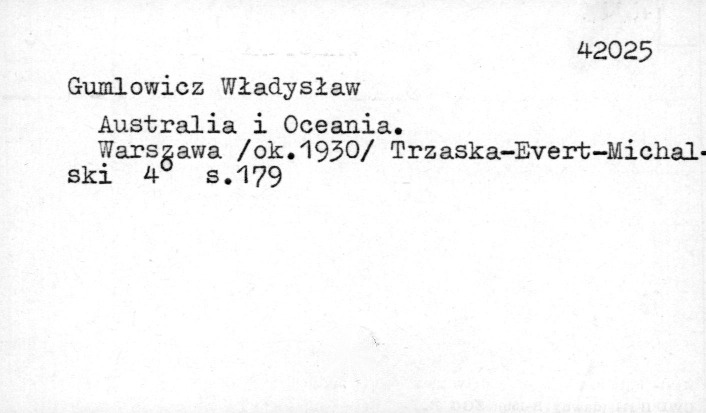 42025
Gumlowicz Władysław
Australia i Oceania.
Warszawa /ok.1930/ Trzaska-Evert-Michal-
ski 4° s.179